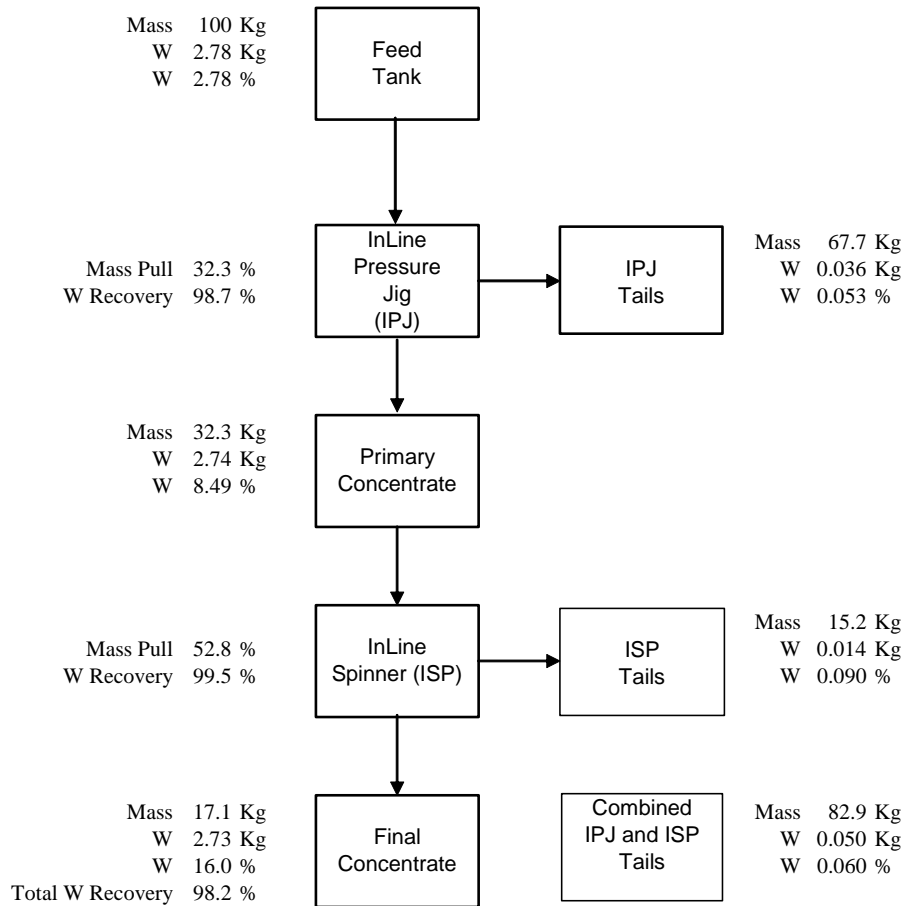 Mass 100 Kg
W 2.78 Kg
W 2.78 %
Feed
Tank
Mass Pull 32.3 %
W Recovery 98.7 %
InLine
Pressure
Jig
(IPJ)
IPJ
Tails
Mass 67.7 Kg
W 0.036 Kg
W 0.053 %
Mass 32.3 Kg
W 2.74 Kg
W 8.49 %
Primary
Concentrate
Mass Pull 52.8 %
W Recovery 99.5 %
InLine
Spinner (ISP)
ISP
Tails
Mass 15.2 Kg
W 0.014 Kg
W 0.090 %
Mass 17.1 Kg
W 2.73 Kg
W 16.0 %
Total W Recovery 98.2 %
Final
Concentrate
Combined
IPJ and ISP
Tails
Mass 82.9 Kg
W 0.050 Kg
W 0.060 %